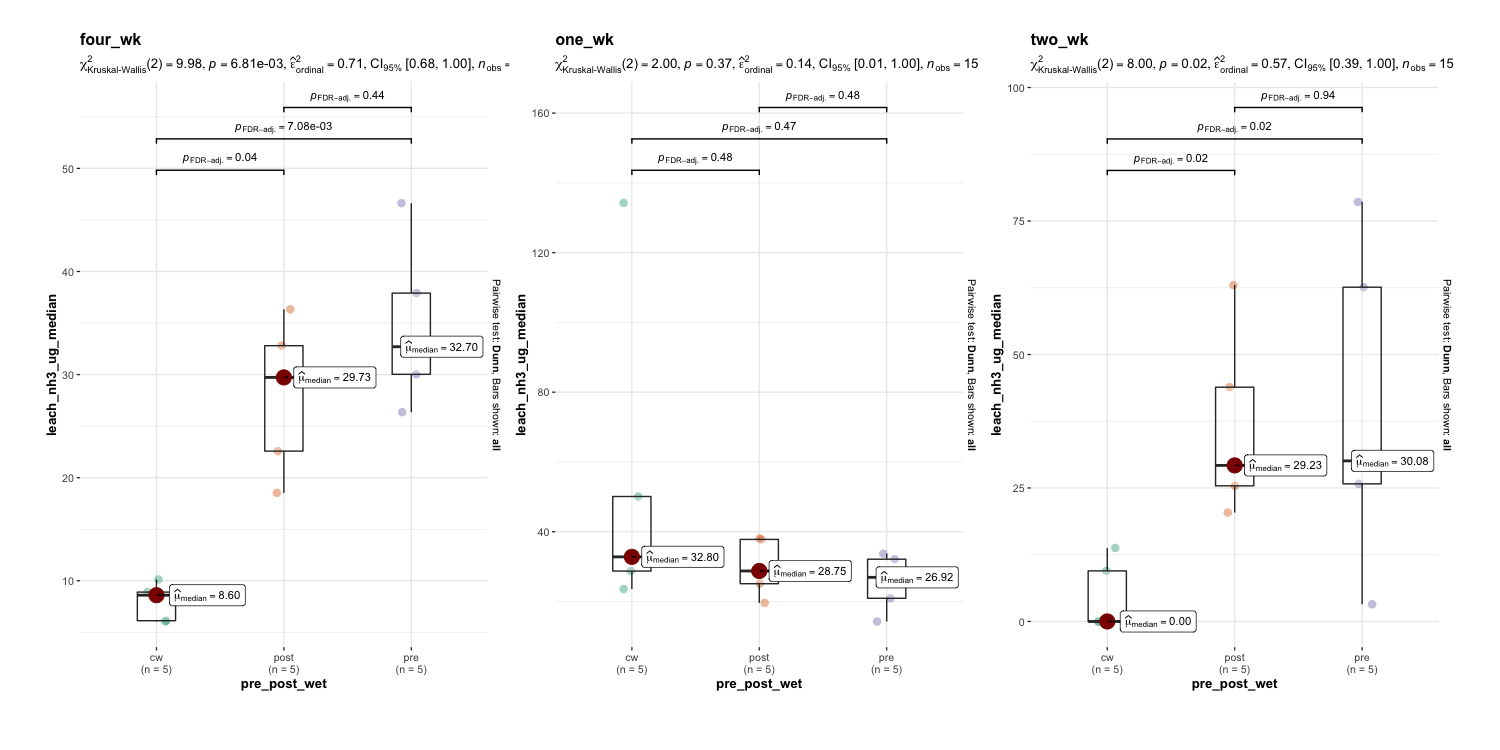 four_wk
χ²Kruskal−Wallis(2) = 9.98, p = 6.81e-03, ε̂²ordinal = 0.71, CI95% [0.68, 1.00], nobs =
pFDR−adj. = 0.44
pFDR−adj. = 7.08e-03
pFDR−adj. = 0.04
50
40
30
20
10
leach_nh3_ug_median
μ̂median = 32.70
μ̂median = 29.73
μ̂median = 8.60
Pairwise test: Dunn, Bars shown: all
cw
(n = 5)
post
(n = 5)
pre
(n = 5)
pre_post_wet
one_wk
χ²Kruskal−Wallis(2) = 2.00, p = 0.37, ε̂²ordinal = 0.14, CI95% [0.01, 1.00], nobs = 15
pFDR−adj. = 0.48
pFDR−adj. = 0.47
pFDR−adj. = 0.48
160
120
80
40
leach_nh3_ug_median
μ̂median = 32.80
μ̂median = 28.75
μ̂median = 26.92
Pairwise test: Dunn, Bars shown: all
cw
(n = 5)
post
(n = 5)
pre
(n = 5)
pre_post_wet
two_wk
χ²Kruskal−Wallis(2) = 8.00, p = 0.02, ε̂²ordinal = 0.57, CI95% [0.39, 1.00], nobs = 15
pFDR−adj. = 0.94
pFDR−adj. = 0.02
pFDR−adj. = 0.02
100
75
50
25
0
leach_nh3_ug_median
μ̂median = 30.08
μ̂median = 29.23
μ̂median = 0.00
Pairwise test: Dunn, Bars shown: all
cw
(n = 5)
post
(n = 5)
pre
(n = 5)
pre_post_wet